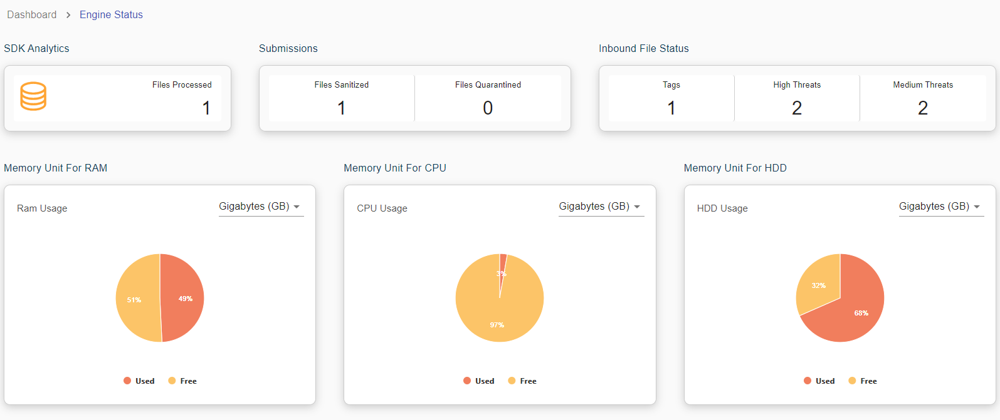 Dashboard > Engine Status
SDK Analytics
Files Processed
1
Submissions
Files Sanitized
1
Files Quarantined
0
Inbound File Status
Tags
1
High Threats
2
Medium Threats
2
Memory Unit For RAM
Ram Usage
Gigabytes (GB)
51%
49%
Used
Free
Memory Unit For CPU
CPU Usage
Gigabytes (GB)
3%
97%
Used
Free
Memory Unit For HDD
HDD Usage
Gigabytes (GB)
32%
68%
Used
Free